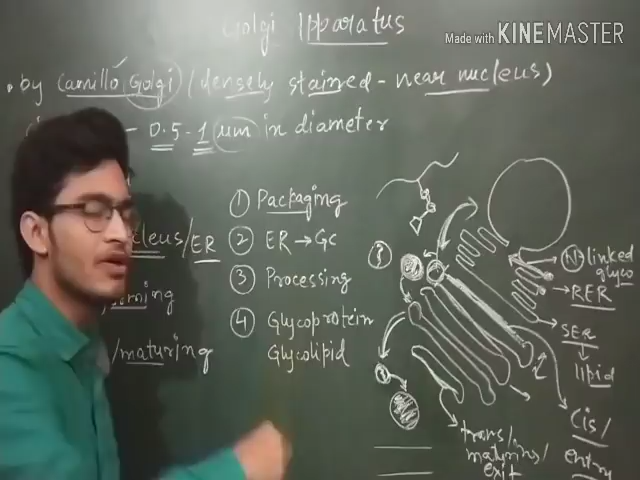 Golgi Apparatus
Made with KINEMASTER
• by Camillo Golgi / densely stained - near nucleus)
- 0.5 - 1 μm in diameter
① Packaging
② ER → GC
③ Processing
④ Glycoprotein
Glycolipid
nucleus/ER
/maturing
N-linked
glyco
→ RER
SER
lipid
Cis/
entry
trans/
maturing/
exit